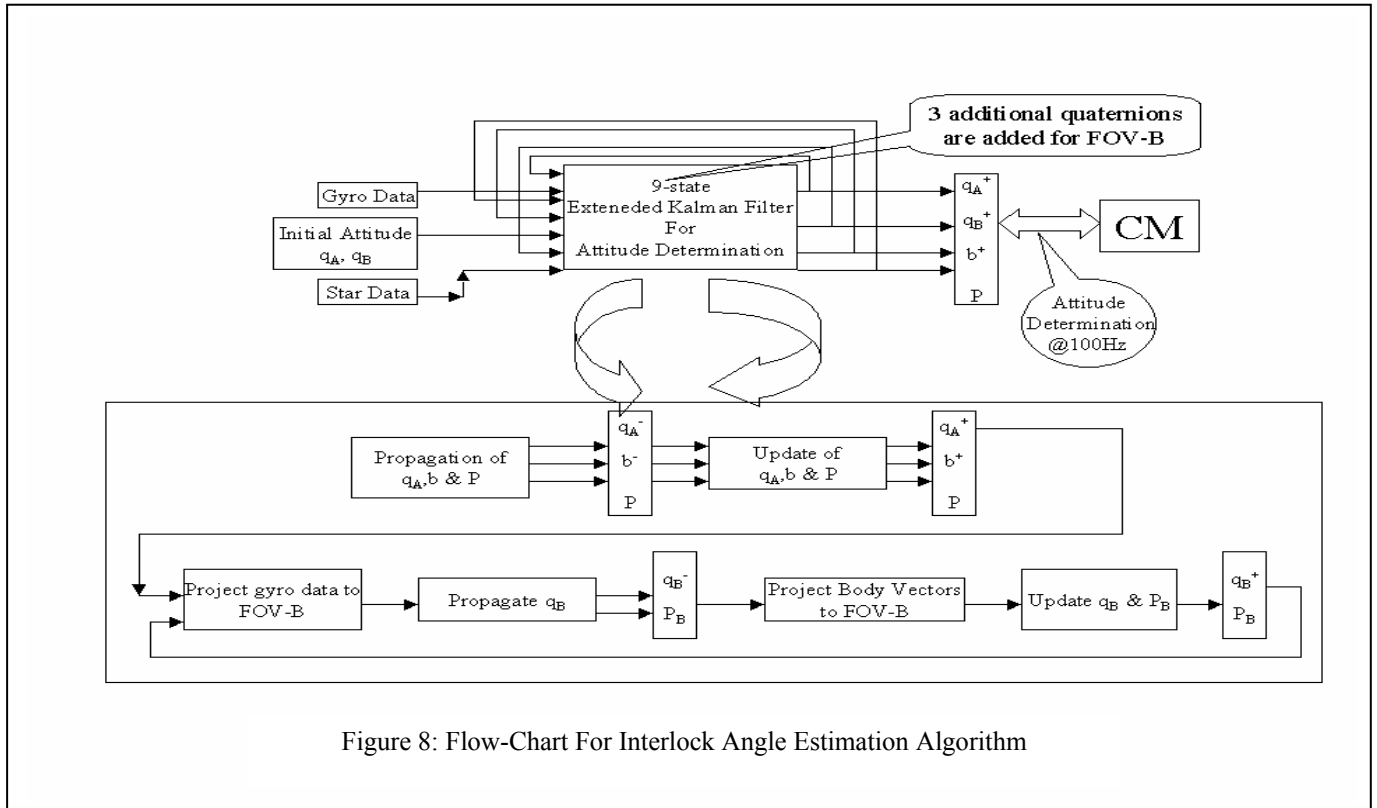 3 additional quaternions
are added for FOV-B
Gyro Data
Initial Attitude
qA, qB
Star Data
9-state
Exteneded Kalman Filter
For
Attitude Determination
qA+
qB+
b+
P
CM
Attitude
Determination
@100Hz
Propagation of
qA,b & P
qA-
b-
P
Update of
qA,b & P
qA+
b+
P
Project gyro data to
FOV-B
Propagate qB
qB-
PB
Project Body Vectors
to FOV-B
Update qB & PB
qB+
PB
Figure 8: Flow-Chart For Interlock Angle Estimation Algorithm